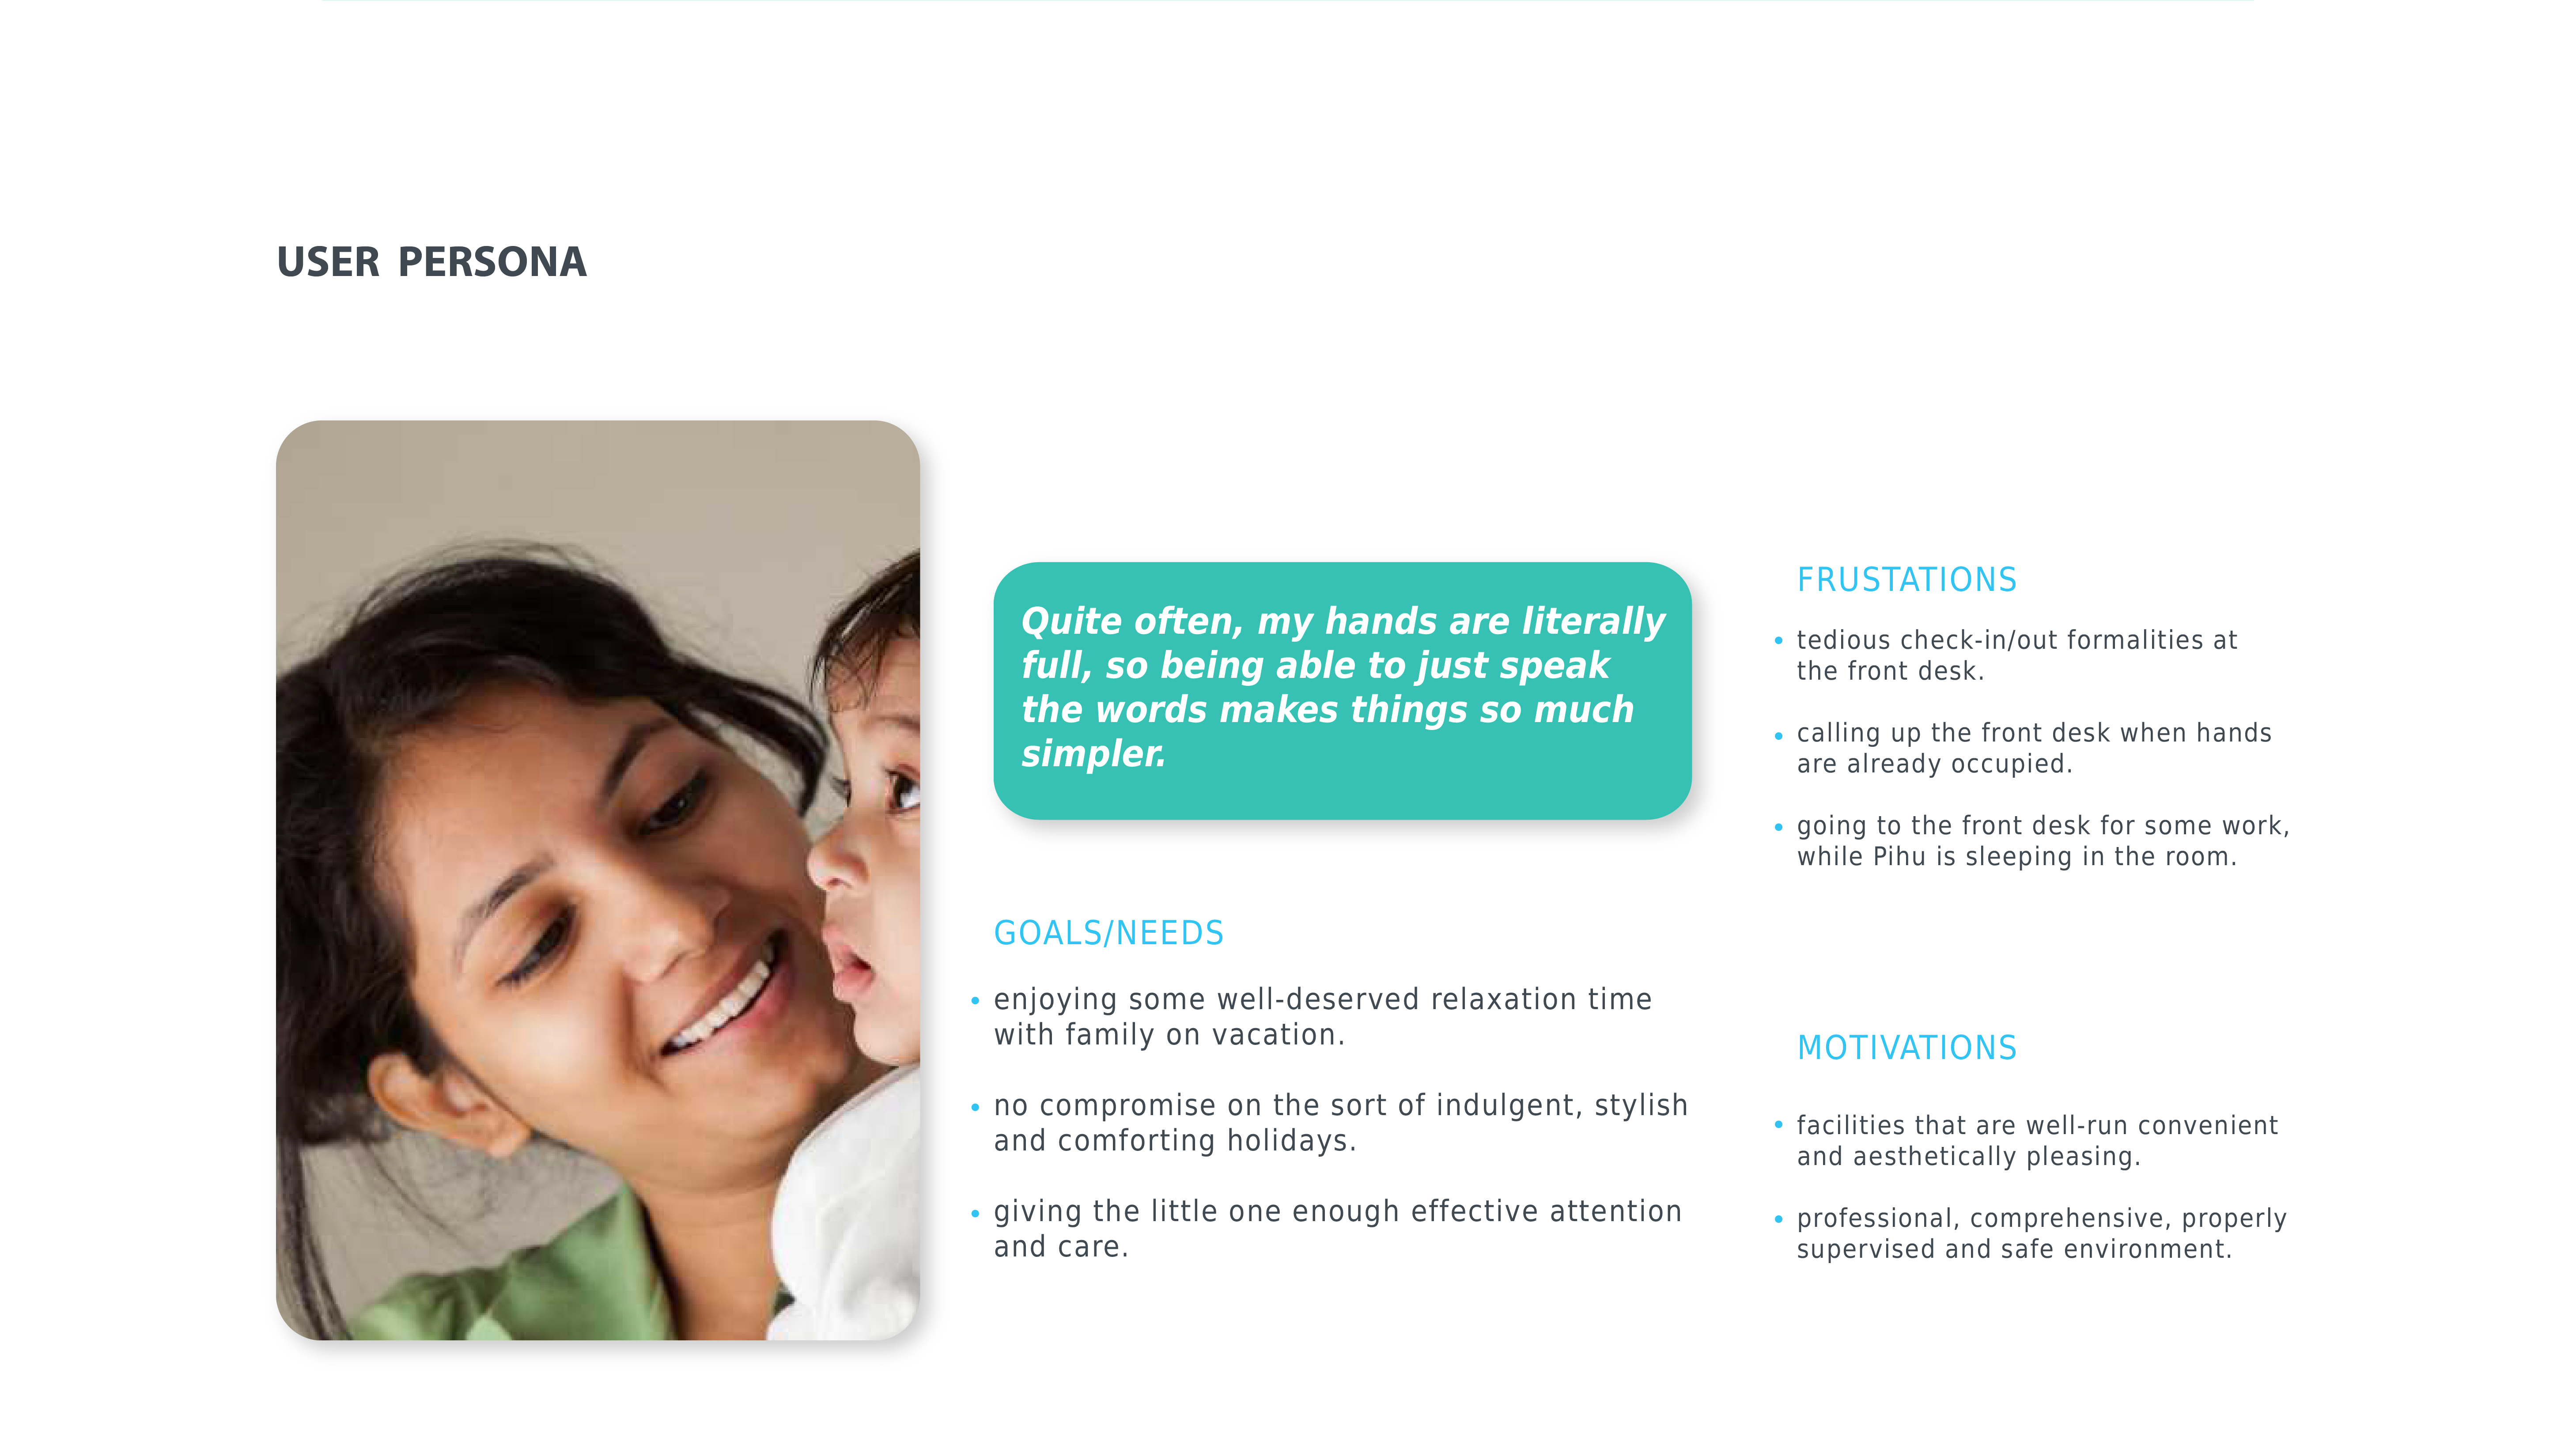 USER PERSONA
Quite often, my hands are literally
full, so being able to just speak
the words makes things so much
simpler.
GOALS/NEEDS
• enjoying some well-deserved relaxation time
with family on vacation.
• no compromise on the sort of indulgent, stylish
and comforting holidays.
• giving the little one enough effective attention
and care.
FRUSTATIONS
• tedious check-in/out formalities at
the front desk.
• calling up the front desk when hands
are already occupied.
• going to the front desk for some work,
while Pihu is sleeping in the room.
MOTIVATIONS
• facilities that are well-run convenient
and aesthetically pleasing.
• professional, comprehensive, properly
supervised and safe environment.